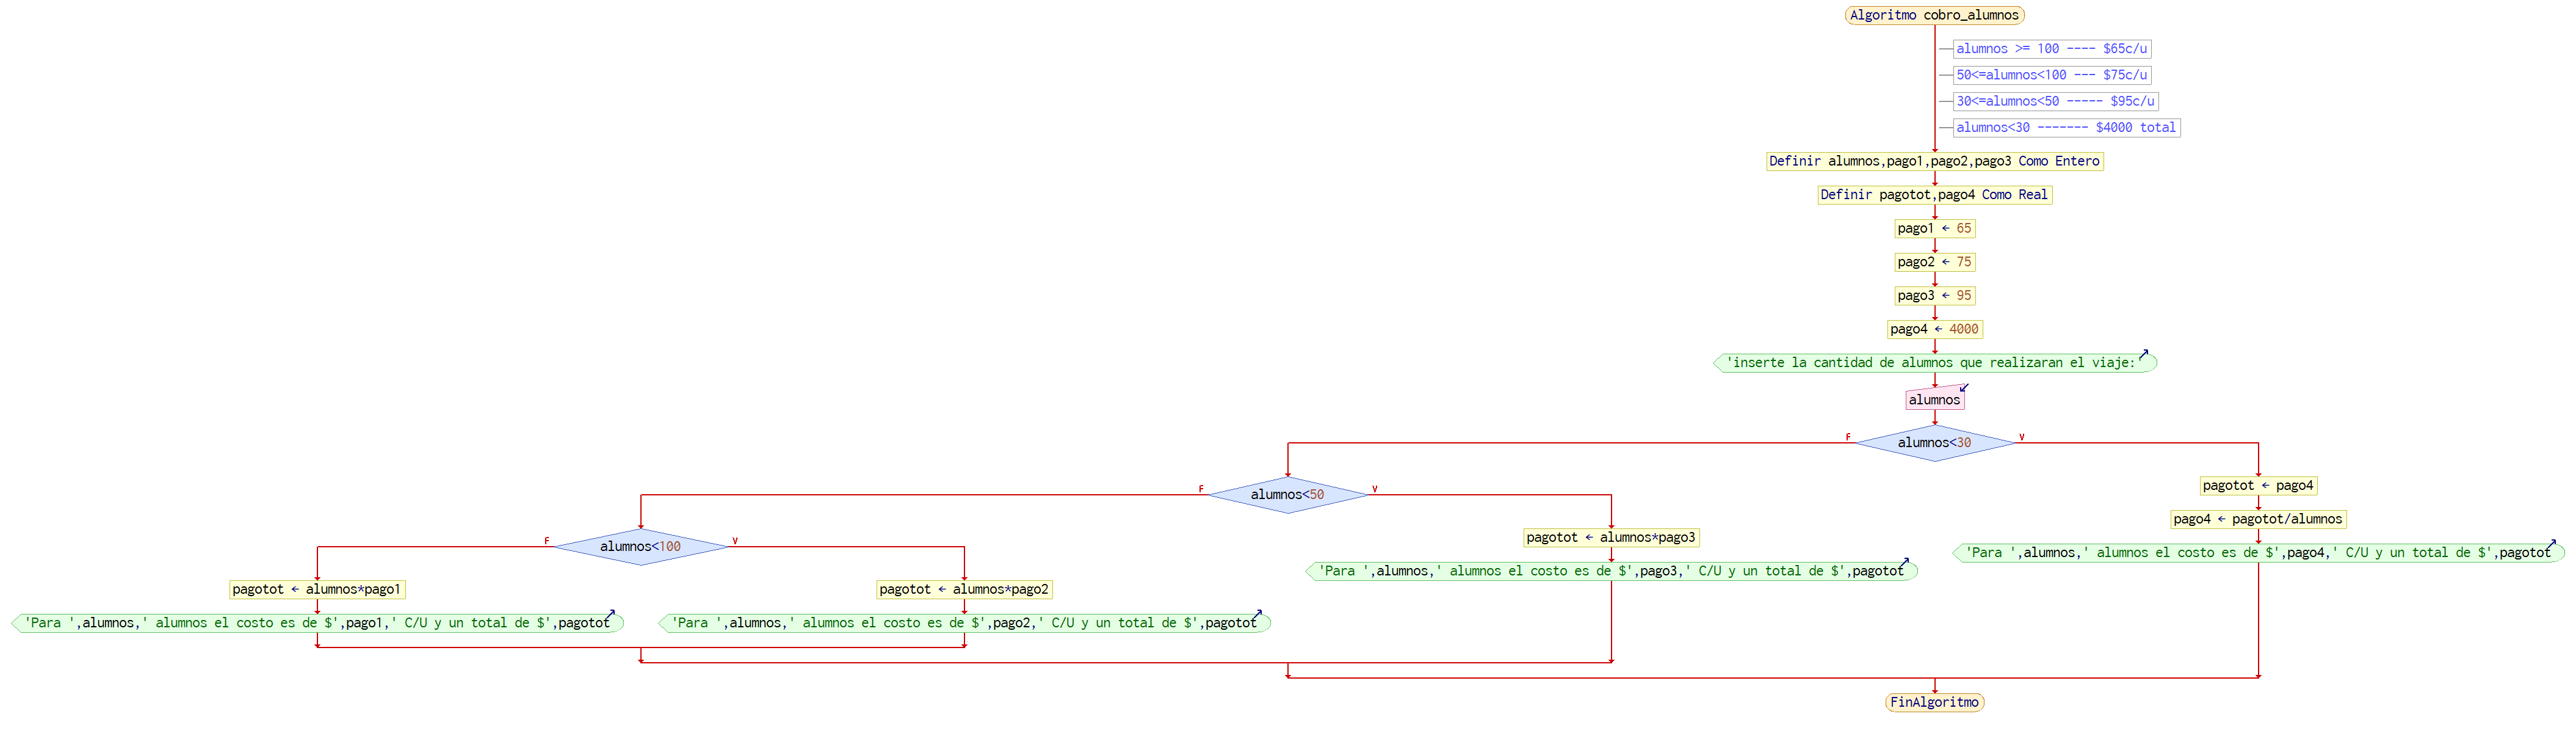 Algoritmo cobro_alumnos
alumnos >= 100 ---- $65c/u
50<=alumnos<100 --- $75c/u
30<=alumnos<50 ----- $95c/u
alumnos<30 ------- $4000 total
Definir alumnos,pago1,pago2,pago3 Como Entero
Definir pagotot,pago4 Como Real
pago1 ← 65
pago2 ← 75
pago3 ← 95
pago4 ← 4000
'inserte la cantidad de alumnos que realizaran el viaje:'
alumnos
F
alumnos<30
V
F
alumnos<50
V
pagotot ← pago4
pago4 ← pagotot/alumnos
'Para ',alumnos,' alumnos el costo es de $',pago4,' C/U y un total de $',pagotot
F
alumnos<100
V
pagotot ← alumnos*pago3
'Para ',alumnos,' alumnos el costo es de $',pago3,' C/U y un total de $',pagotot
pagotot ← alumnos*pago1
pagotot ← alumnos*pago2
'Para ',alumnos,' alumnos el costo es de $',pago1,' C/U y un total de $',pagotot
'Para ',alumnos,' alumnos el costo es de $',pago2,' C/U y un total de $',pagotot
FinAlgoritmo